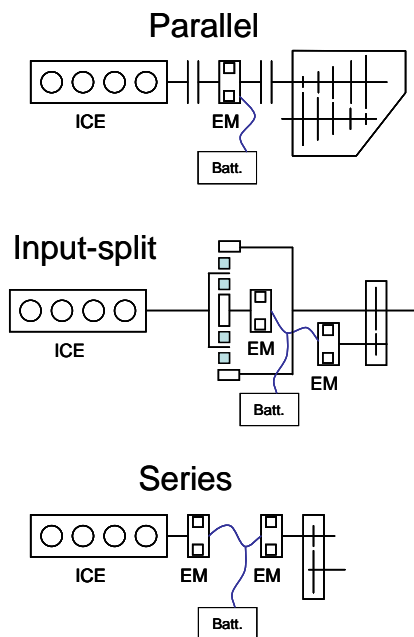 Parallel
ICE
EM
Batt.
Input-split
ICE
EM
EM
Batt.
Series
ICE
EM
EM
Batt.